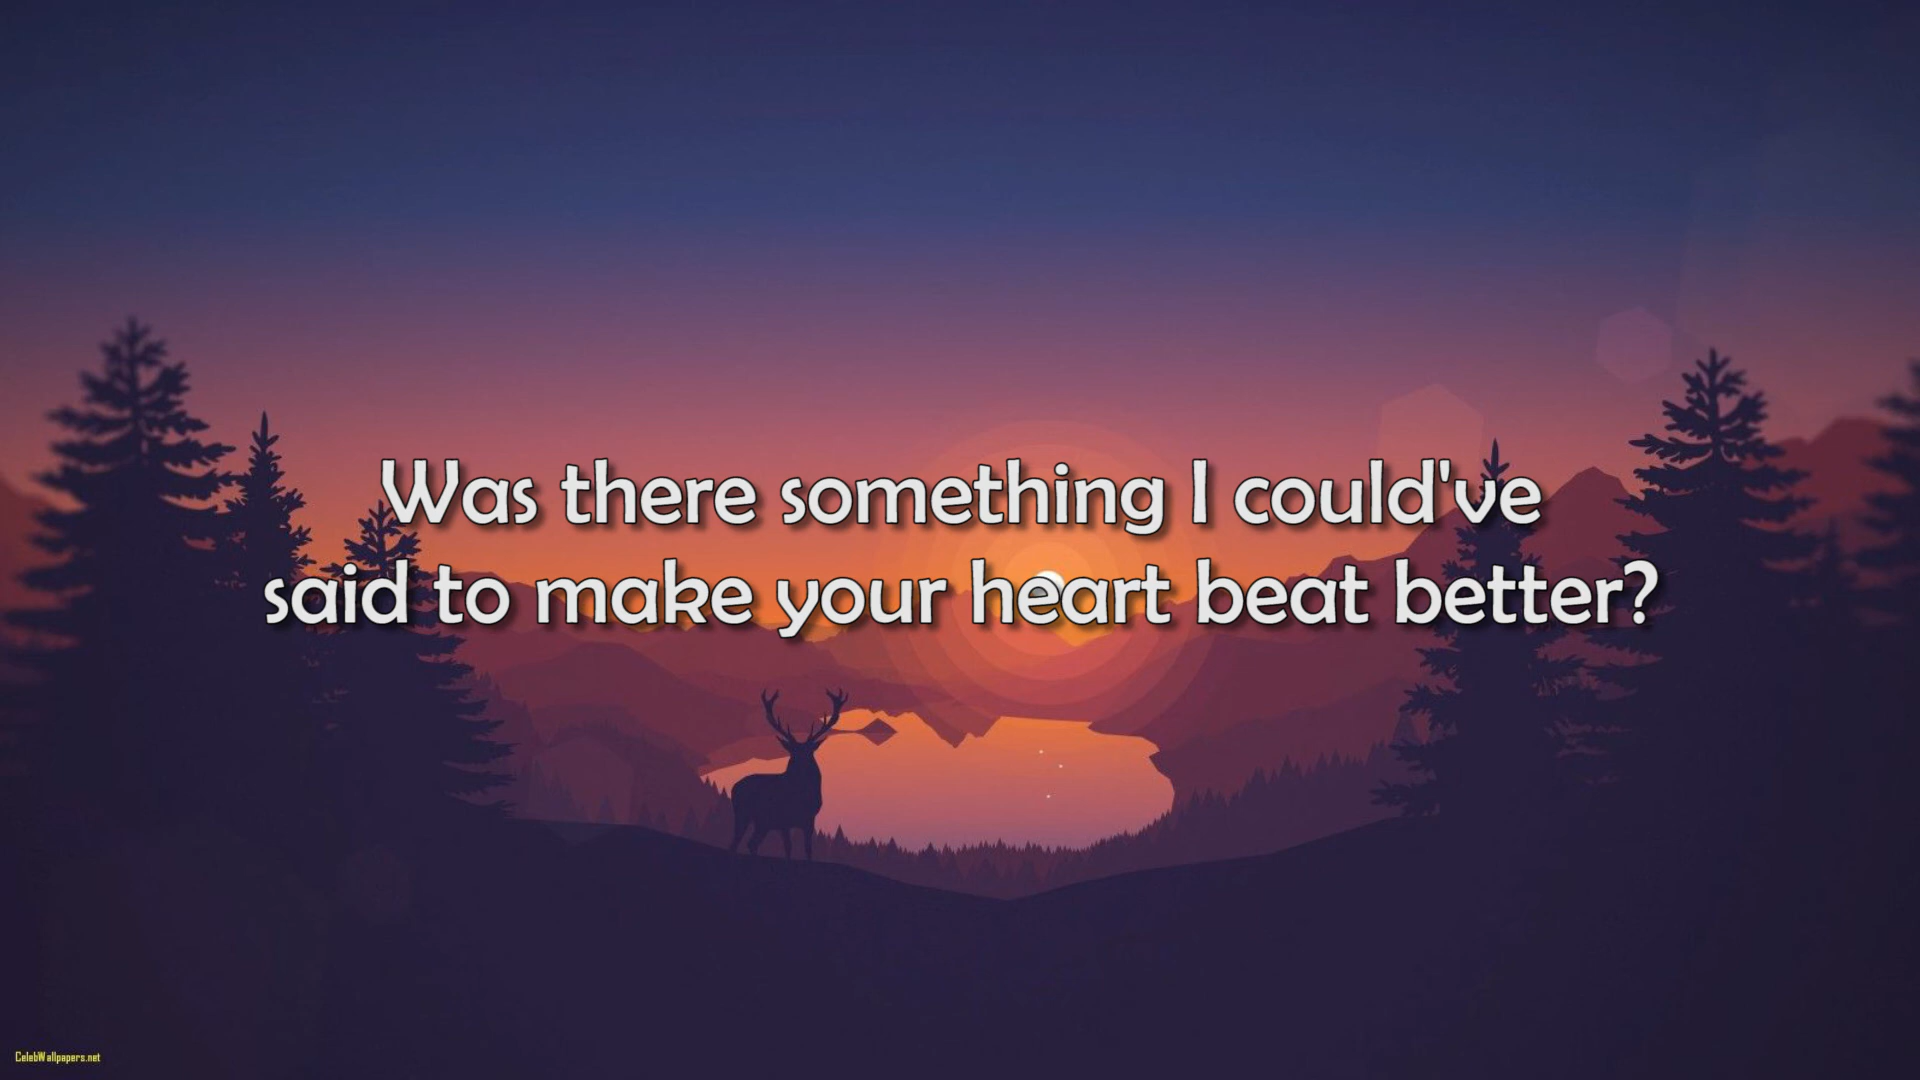 Was there something I could've
said to make your heart beat better?
CelebWallpapers.net